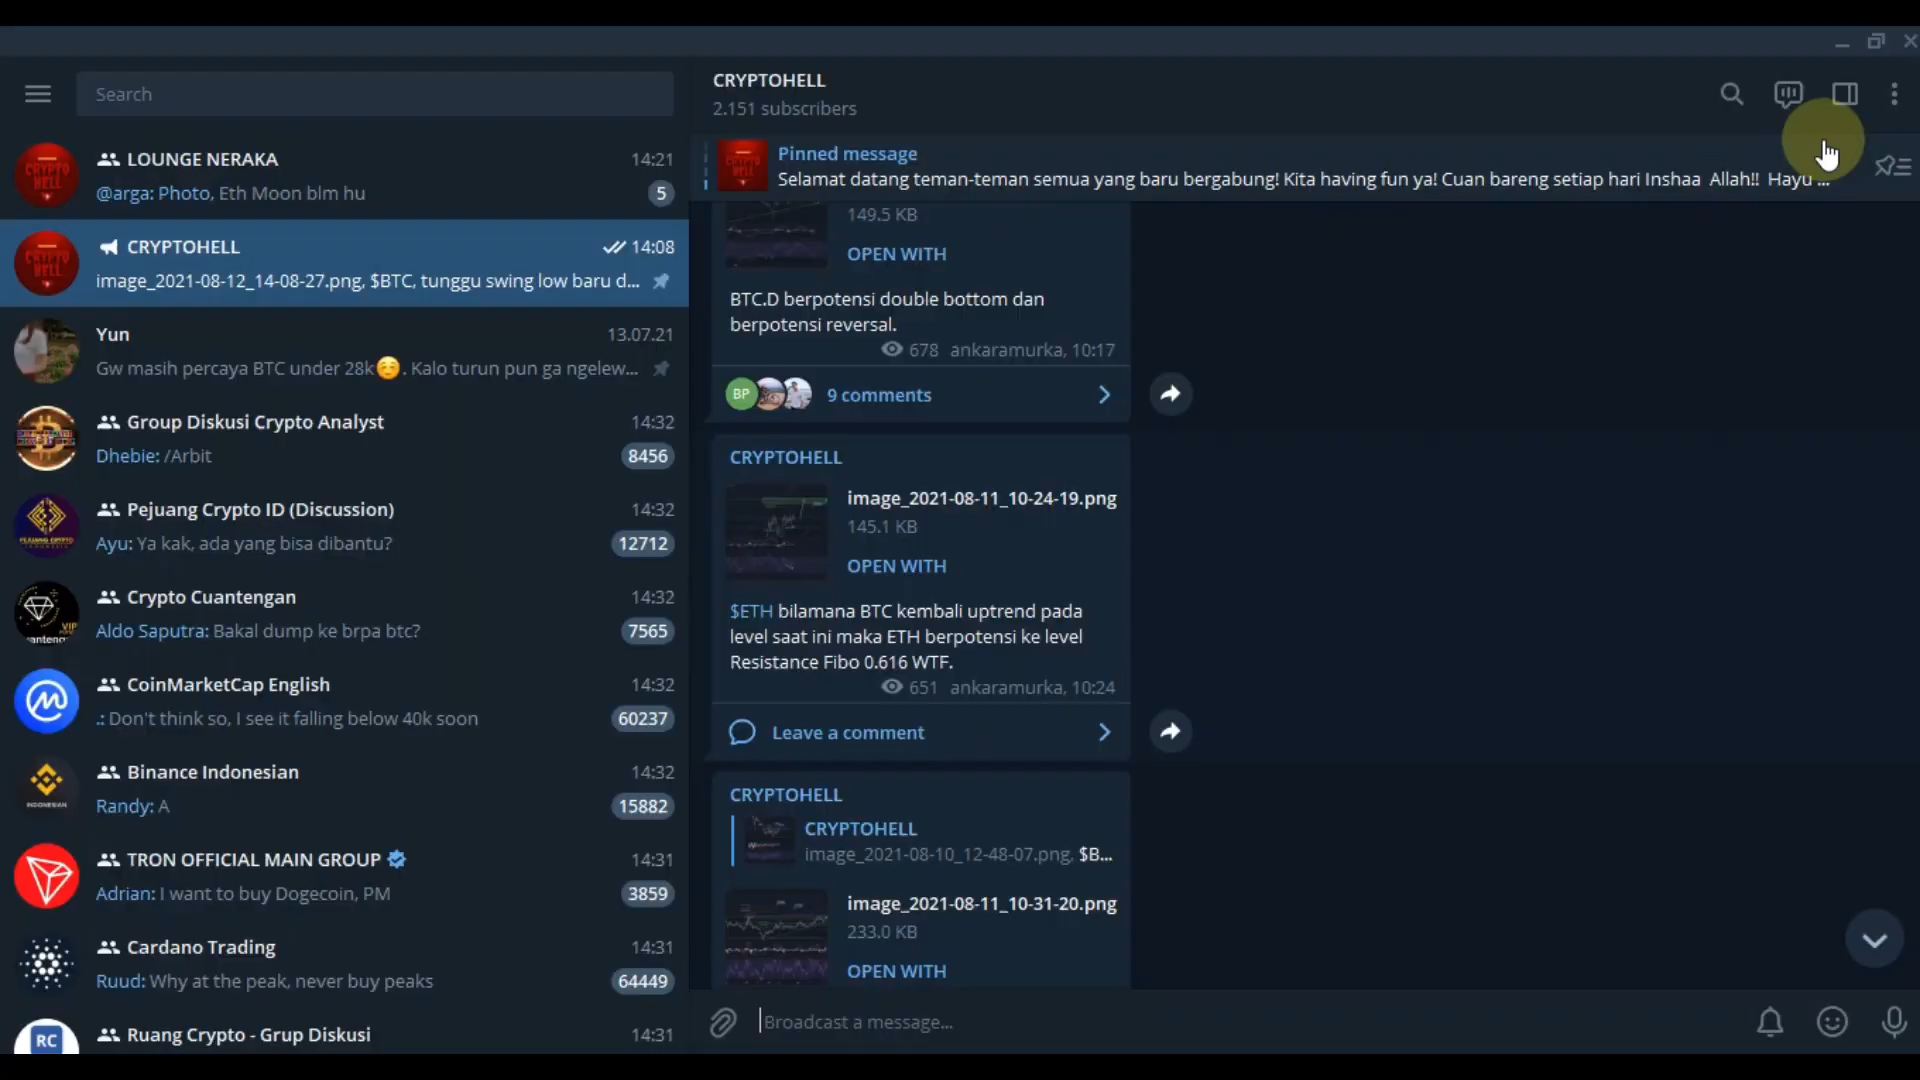 Search
LOUNGE NERAKA 14:21
@arga: Photo, Eth Moon blm hu 5
CRYPTOHELL 14:08
image_2021-08-12_14-08-27.png, $BTC, tunggu swing low baru d...
Yun 13.07.21
Gw masih percaya BTC under 28k☺️. Kalo turun pun ga ngelew...
Group Diskusi Crypto Analyst 14:32
Dhebie: /Arbit 8456
Pejuang Crypto ID (Discussion) 14:32
Ayu: Ya kak, ada yang bisa dibantu? 12712
Crypto Cuantengan 14:32
Aldo Saputra: Bakal dump ke brpa btc? 7565
CoinMarketCap English 14:32
.: Don't think so, I see it falling below 40k soon 60237
Binance Indonesian 14:32
Randy: A 15882
TRON OFFICIAL MAIN GROUP 14:31
Adrian: I want to buy Dogecoin, PM 3859
Cardano Trading 14:31
Ruud: Why at the peak, never buy peaks 64449
RC
Ruang Crypto - Grup Diskusi 14:31
CRYPTOHELL
2.151 subscribers
Pinned message
Selamat datang teman-teman semua yang baru bergabung! Kita having fun ya! Cuan bareng setiap hari Inshaa Allah!! Hayu ...
149.5 KB
OPEN WITH
BTC.D berpotensi double bottom dan
berpotensi reversal.
678 ankaramurka, 10:17
BP 9 comments
CRYPTOHELL
image_2021-08-11_10-24-19.png
145.1 KB
OPEN WITH
$ETH bilamana BTC kembali uptrend pada
level saat ini maka ETH berpotensi ke level
Resistance Fibo 0.616 WTF.
651 ankaramurka, 10:24
Leave a comment
CRYPTOHELL
CRYPTOHELL
image_2021-08-10_12-48-07.png, $B...
image_2021-08-11_10-31-20.png
233.0 KB
OPEN WITH
Broadcast a message...